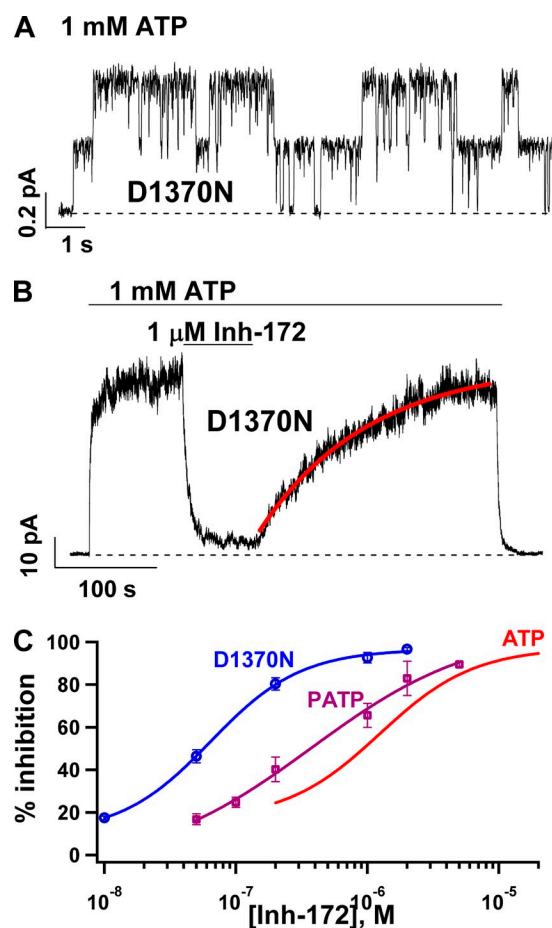 A 1 mM ATP
D1370N
0.2 pA
1 s
B
1 mM ATP
1 μM Inh-172
D1370N
10 pA
100 s
C
ATP
D1370N
PATP
% inhibition
100
80
60
40
20
0
10⁻⁸ 10⁻⁷ 10⁻⁶ 10⁻⁵
[Inh-172], M